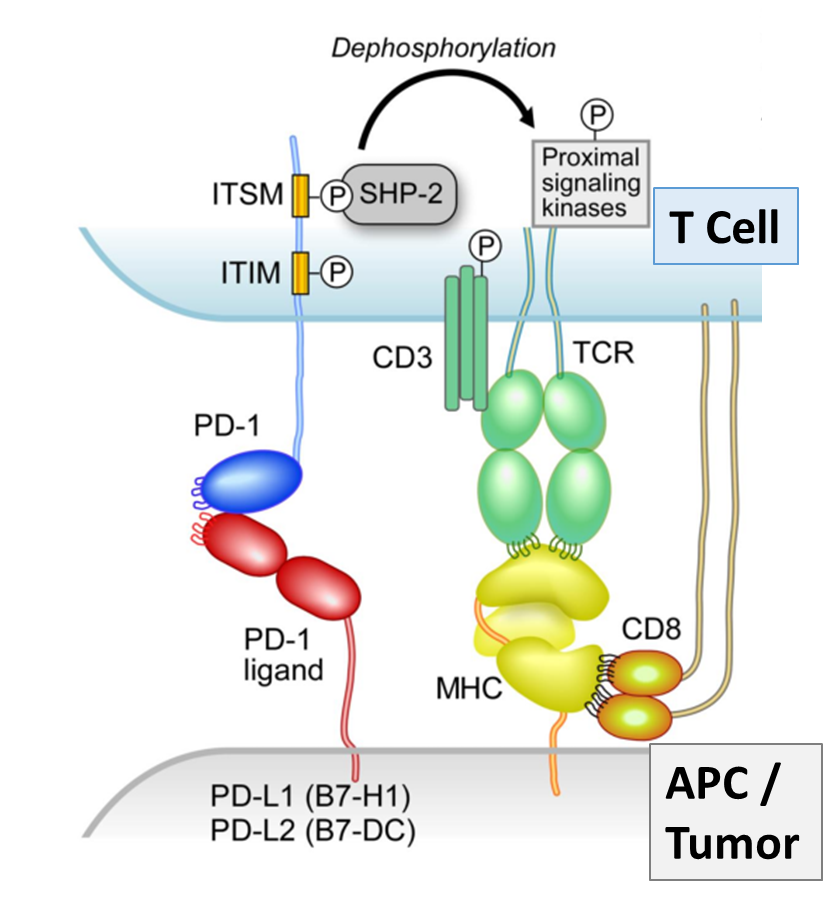 Dephosphorylation
P
Proximal
signaling
kinases
ITSM
P
SHP-2
T Cell
ITIM
P
P
CD3
TCR
PD-1
PD-1
ligand
CD8
MHC
PD-L1 (B7-H1)
PD-L2 (B7-DC)
APC /
Tumor